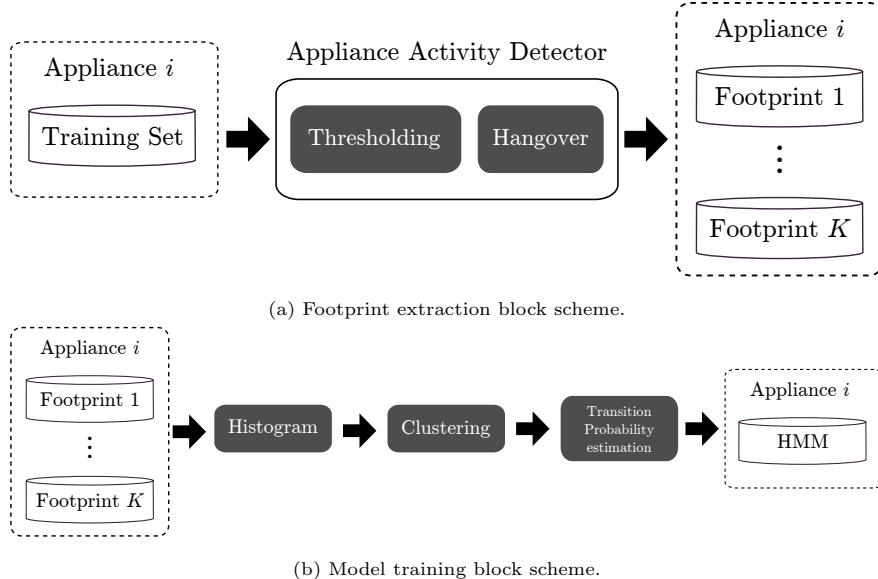 Appliance i
Training Set
Appliance Activity Detector
Thresholding
Hangover
Appliance i
Footprint 1
⋮
Footprint K
(a) Footprint extraction block scheme.
Appliance i
Footprint 1
⋮
Footprint K
Histogram
Clustering
Transition
Probability
estimation
Appliance i
HMM
(b) Model training block scheme.